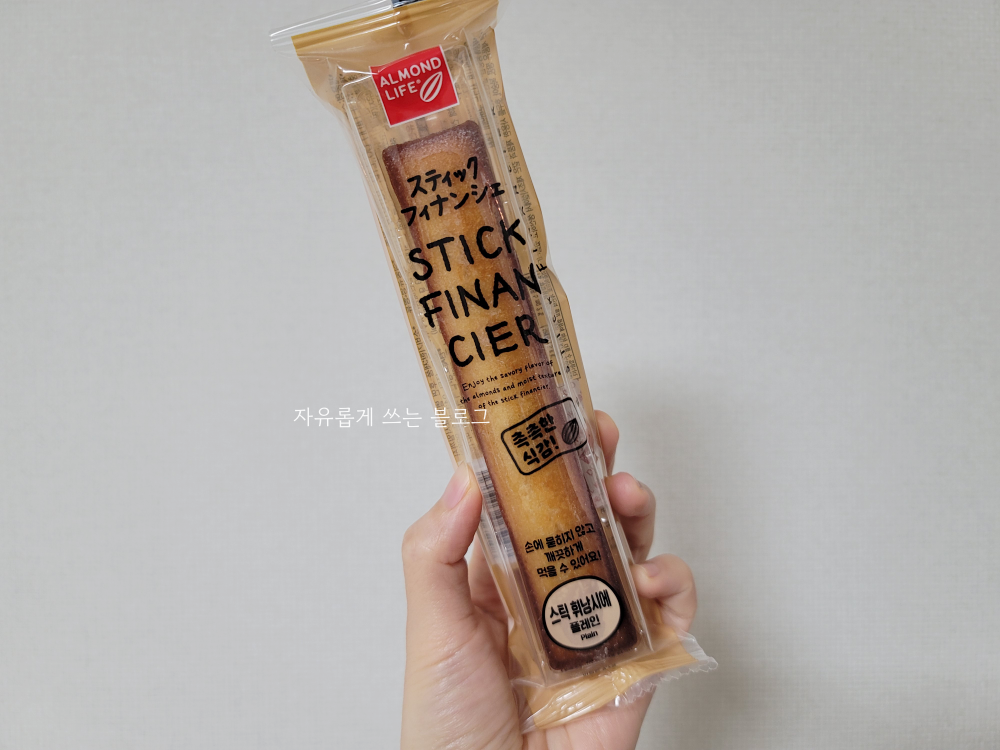 ALMOND
LIFE
スティック
フィナンシェ
STICK
FINAN
CIER
Enjoy the savory flavor of
the almonds and moist texture
of the stick financier.
자유롭게 쓰는 블로그
촉촉한
식감!
손에 묻히지 않고
깨끗하게
먹을 수 있어요!
스틱 휘낭시에
플레인
Plain